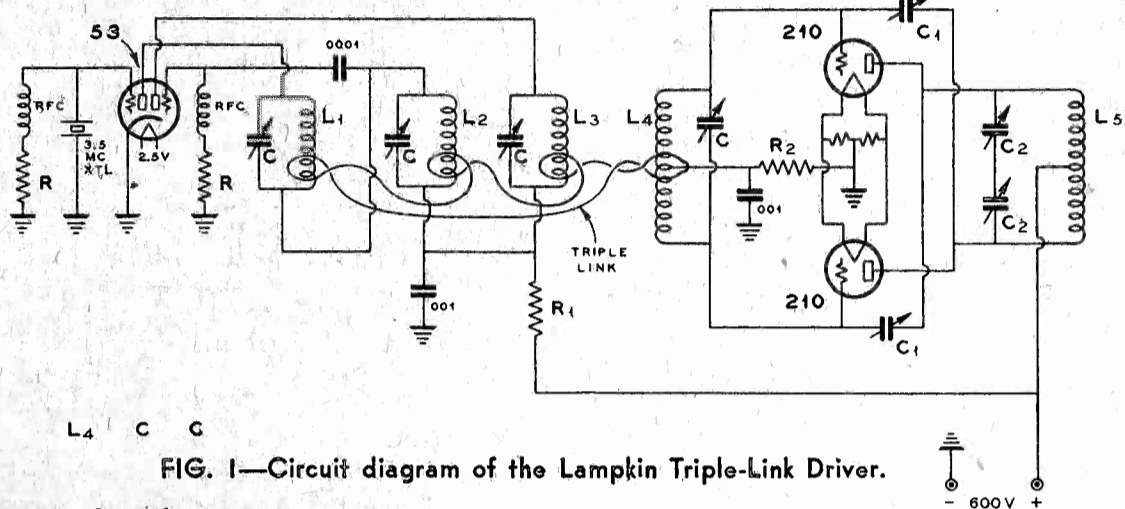 53
.0001
210
C1
RFC
RFC
L1
L2
L3
L4
L5
3.5
MC
XTL
2.5V
R
R
C
C
C
C
R2
.001
C2
C2
TRIPLE
LINK
.001
R1
210
C1
L4 C C
FIG. 1—Circuit diagram of the Lampkin Triple-Link Driver.
- 600V +